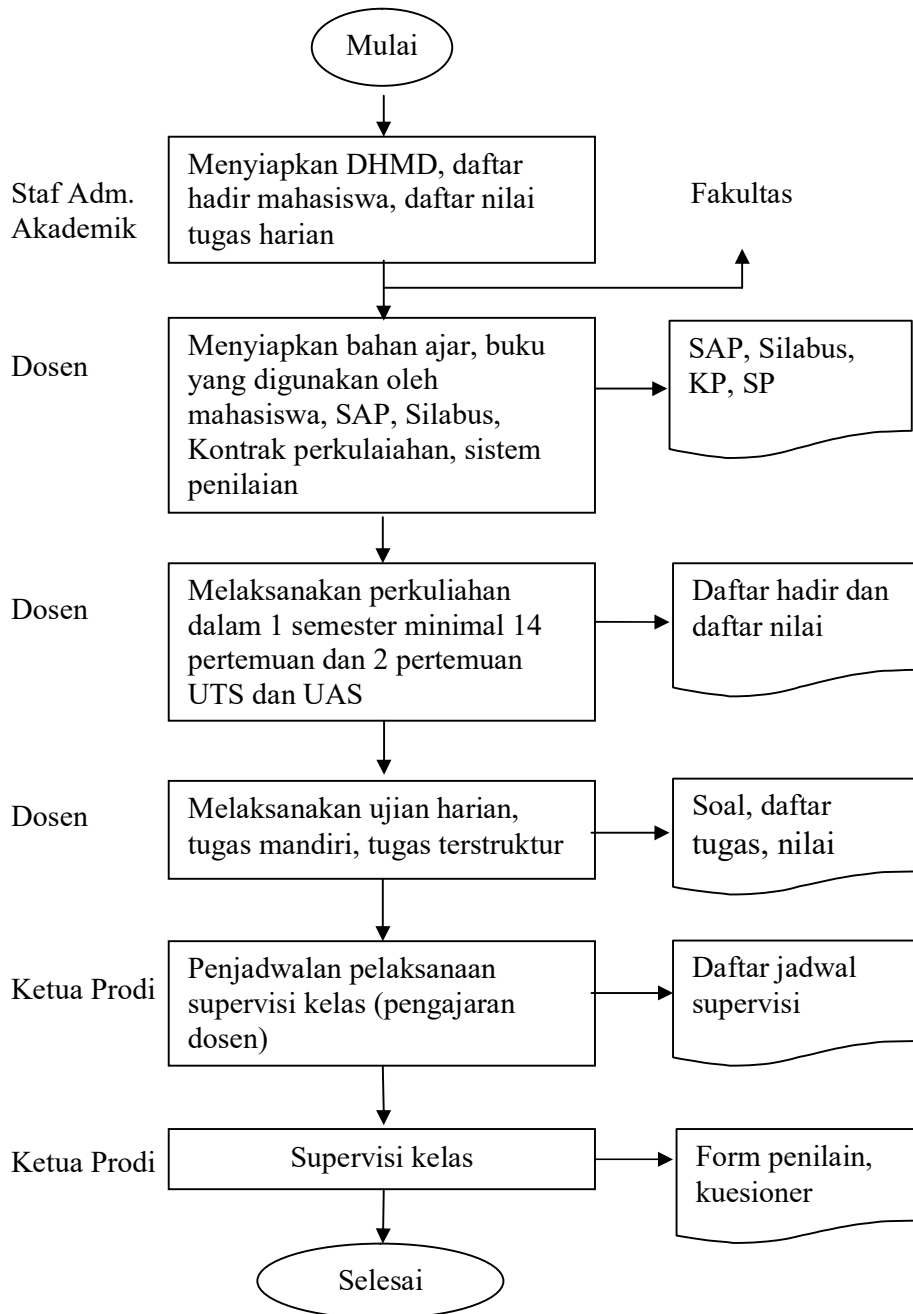 Mulai
Staf Adm.
Akademik
Menyiapkan DHMD, daftar
hadir mahasiswa, daftar nilai
tugas harian
Fakultas
Dosen
Menyiapkan bahan ajar, buku
yang digunakan oleh
mahasiswa, SAP, Silabus,
Kontrak perkulaiahan, sistem
penilaian
SAP, Silabus,
KP, SP
Dosen
Melaksanakan perkuliahan
dalam 1 semester minimal 14
pertemuan dan 2 pertemuan
UTS dan UAS
Daftar hadir dan
daftar nilai
Dosen
Melaksanakan ujian harian,
tugas mandiri, tugas terstruktur
Soal, daftar
tugas, nilai
Ketua Prodi
Penjadwalan pelaksanaan
supervisi kelas (pengajaran
dosen)
Daftar jadwal
supervisi
Ketua Prodi
Supervisi kelas
Form penilain,
kuesioner
Selesai